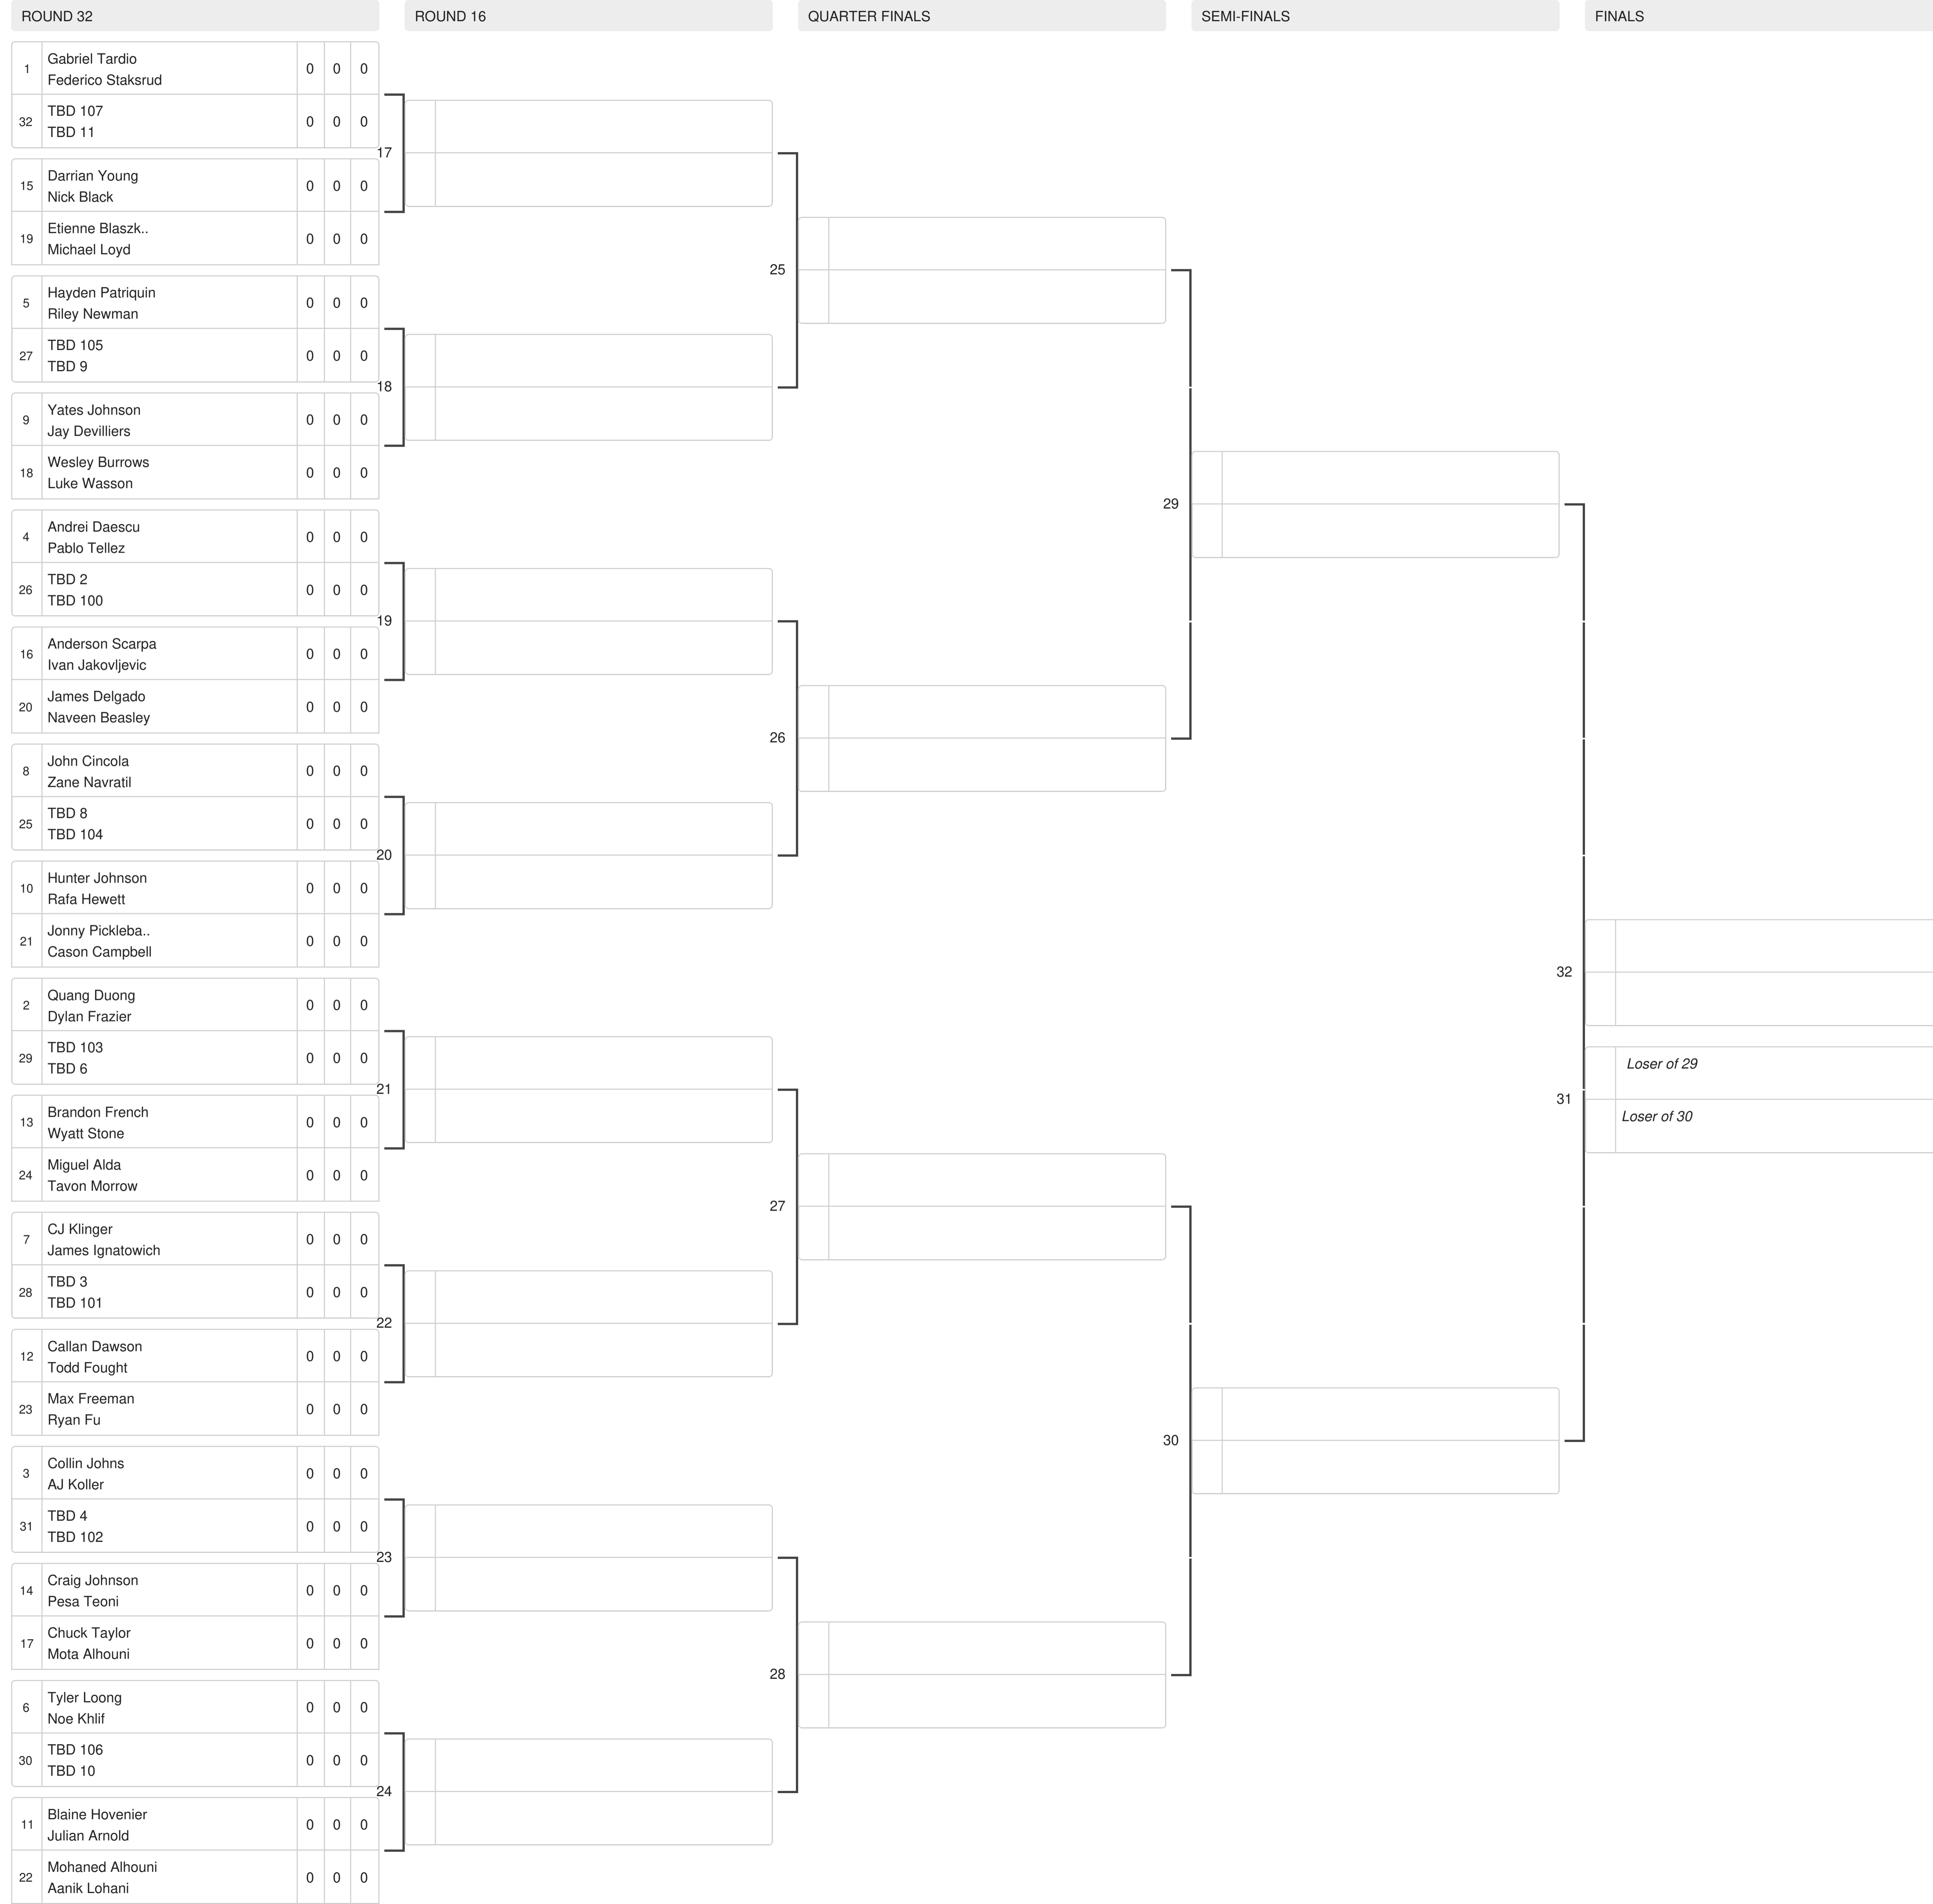 ROUND 32
ROUND 16
QUARTER FINALS
SEMI-FINALS
FINALS
1 Gabriel Tardio 0 0 0
Federico Staksrud
32 TBD 107 0 0 0
TBD 11
17
15 Darrian Young 0 0 0
Nick Black
19 Etienne Blaszk.. 0 0 0
Michael Loyd
5 Hayden Patriquin 0 0 0
Riley Newman
27 TBD 105 0 0 0
TBD 9
18
9 Yates Johnson 0 0 0
Jay Devilliers
18 Wesley Burrows 0 0 0
Luke Wasson
4 Andrei Daescu 0 0 0
Pablo Tellez
26 TBD 2 0 0 0
TBD 100
19
16 Anderson Scarpa 0 0 0
Ivan Jakovljevic
20 James Delgado 0 0 0
Naveen Beasley
8 John Cincola 0 0 0
Zane Navratil
25 TBD 8 0 0 0
TBD 104
20
10 Hunter Johnson 0 0 0
Rafa Hewett
21 Jonny Pickleba.. 0 0 0
Cason Campbell
2 Quang Duong 0 0 0
Dylan Frazier
29 TBD 103 0 0 0
TBD 6
21
13 Brandon French 0 0 0
Wyatt Stone
24 Miguel Alda 0 0 0
Tavon Morrow
7 CJ Klinger 0 0 0
James Ignatowich
28 TBD 3 0 0 0
TBD 101
22
12 Callan Dawson 0 0 0
Todd Fought
23 Max Freeman 0 0 0
Ryan Fu
3 Collin Johns 0 0 0
AJ Koller
31 TBD 4 0 0 0
TBD 102
23
14 Craig Johnson 0 0 0
Pesa Teoni
17 Chuck Taylor 0 0 0
Mota Alhouni
6 Tyler Loong 0 0 0
Noe Khlif
30 TBD 106 0 0 0
TBD 10
24
11 Blaine Hovenier 0 0 0
Julian Arnold
22 Mohaned Alhouni 0 0 0
Aanik Lohani
25
26
27
28
29
30
32
31
Loser of 29
Loser of 30